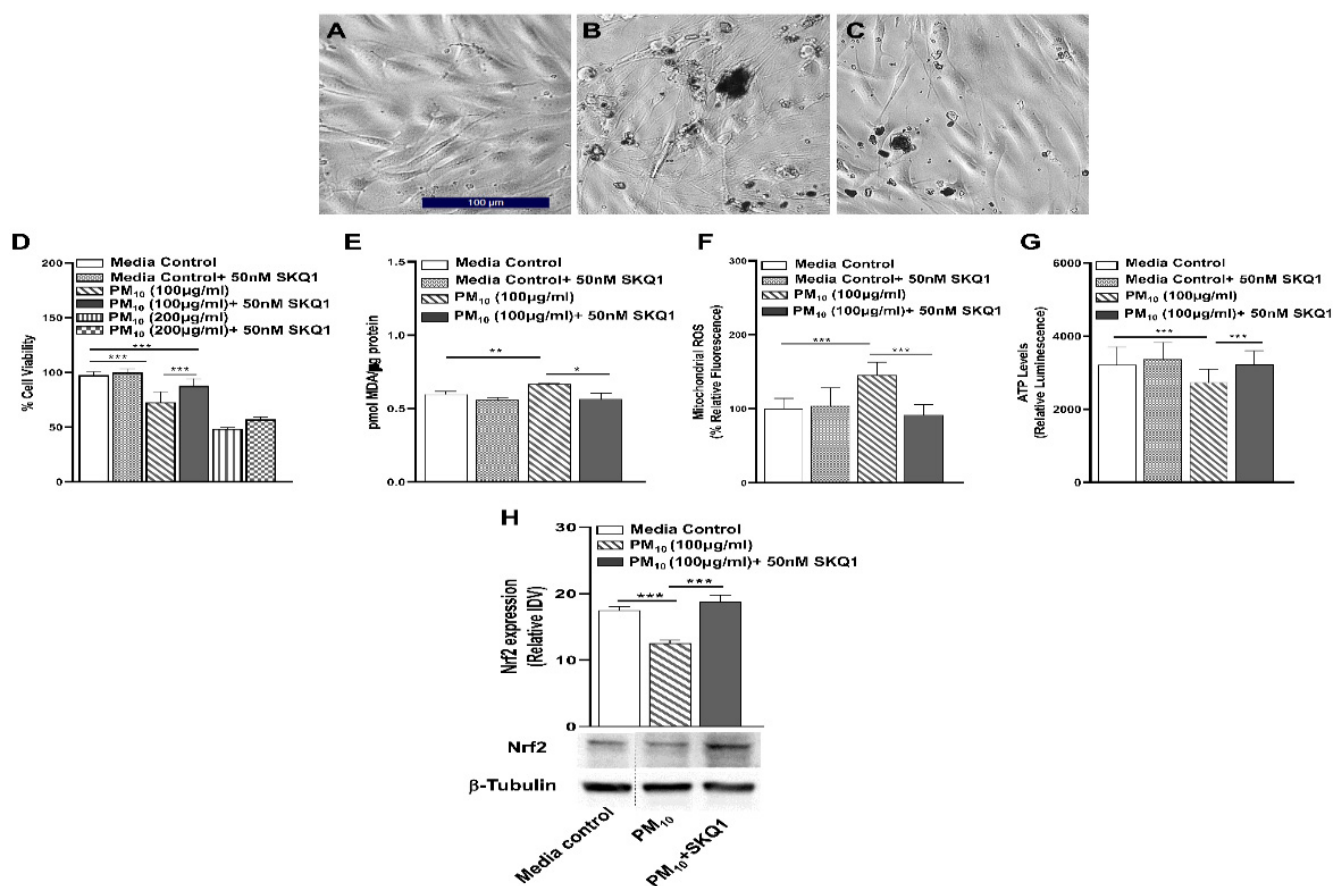 A
B
C
100 µm
D
Media Control
Media Control+ 50nM SKQ1
PM10 (100µg/ml)
PM10 (100µg/ml)+ 50nM SKQ1
PM10 (200µg/ml)
PM10 (200µg/ml)+ 50nM SKQ1
% Cell Viability
200
150
100
50
0
***
***
***
E
Media Control
Media Control+ 50nM SKQ1
PM10 (100µg/ml)
PM10 (100µg/ml)+ 50nM SKQ1
pmol MDA/µg protein
1.5
1.0
0.5
0.0
**
*
F
Media Control
Media Control+ 50nM SKQ1
PM10 (100µg/ml)
PM10 (100µg/ml)+ 50nM SKQ1
Mitochondrial ROS
(% Relative Fluorescence)
300
200
100
0
***
***
G
Media Control
Media Control+ 50nM SKQ1
PM10 (100µg/ml)
PM10 (100µg/ml)+ 50nM SKQ1
ATP Levels
(Relative Luminescence)
6000
4000
2000
0
***
***
H
Media Control
PM10 (100µg/ml)
PM10 (100µg/ml)+ 50nM SKQ1
Nrf2 expression
(Relative IDV)
30
20
10
0
***
***
Nrf2
β-Tubulin
Media control
PM10
PM10+SKQ1